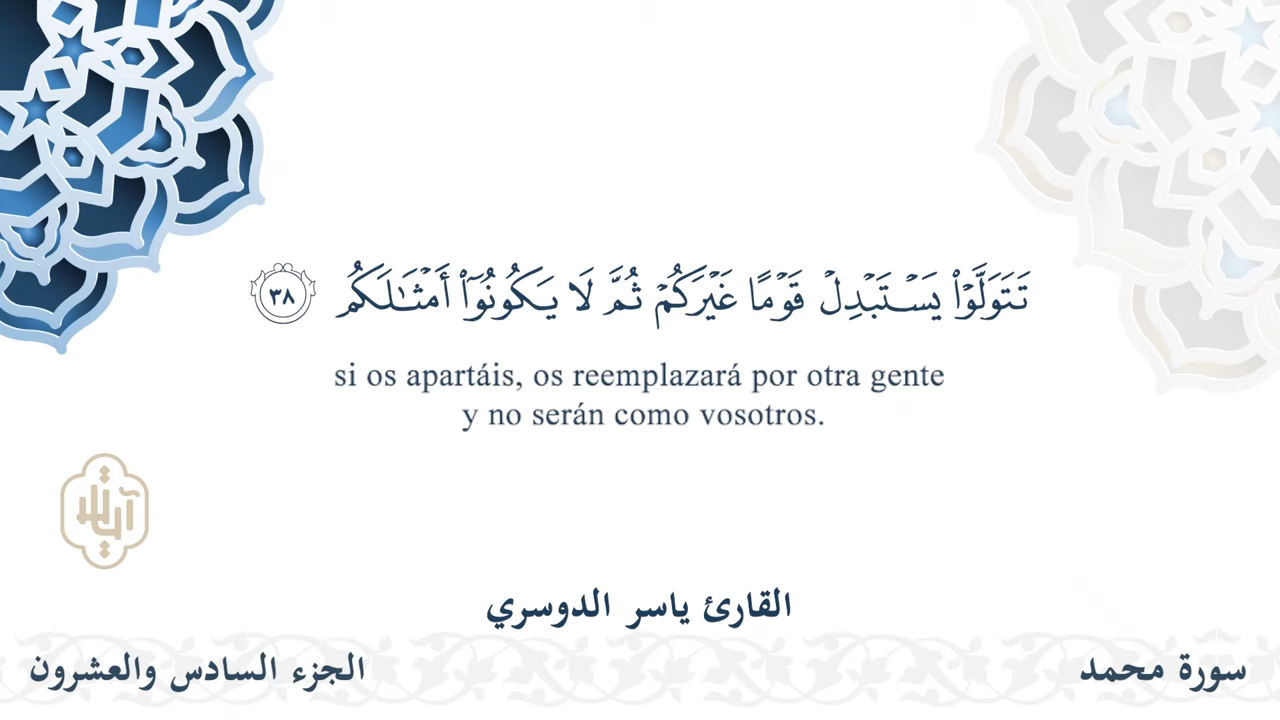 تَتَوَلَّوْا۟ يَسْتَبْدِلْ قَوْمًا غَيْرَكُمْ ثُمَّ لَا يَكُونُوٓا۟ أَمْثَـٰلَكُم ٣٨
si os apartáis, os reemplazará por otra gente
y no serán como vosotros.
القارئ ياسر الدوسري
سورة محمد
الجزء السادس والعشرون